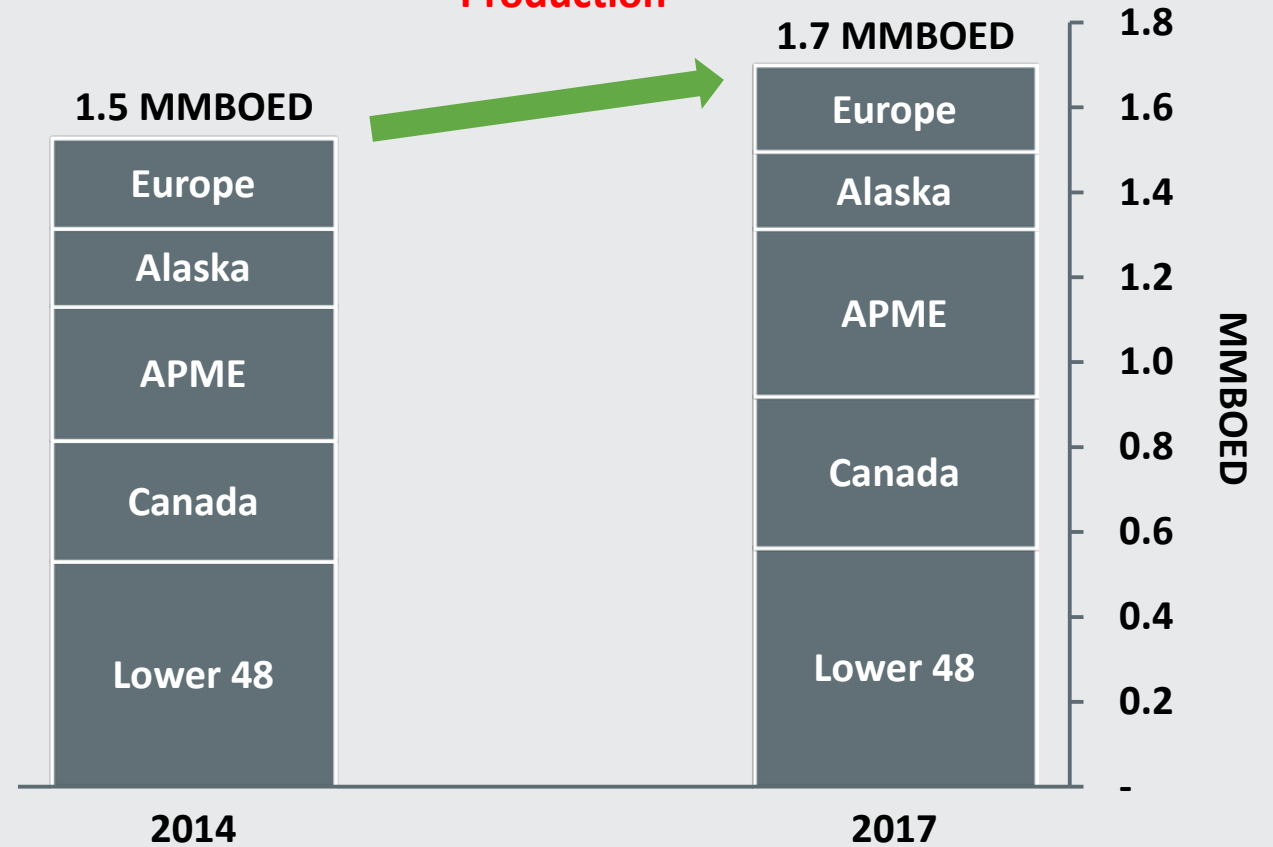 Production
1.5 MMBOED
Europe
Alaska
APME
Canada
Lower 48
2014
1.7 MMBOED
Europe
Alaska
APME
Canada
Lower 48
2017
1.8
1.6
1.4
1.2
1.0
0.8
0.6
0.4
0.2
-
MMBOED